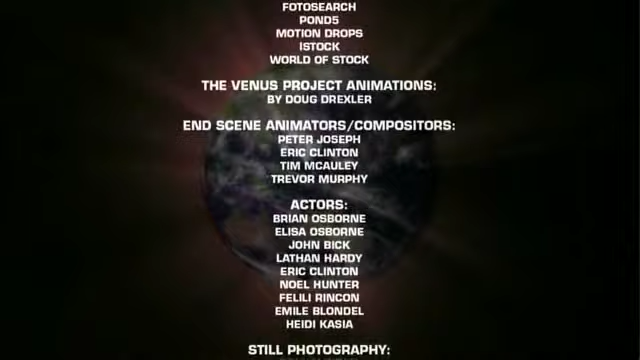 FOTOSEARCH
POND5
MOTION DROPS
ISTOCK
WORLD OF STOCK
THE VENUS PROJECT ANIMATIONS:
BY DOUG DREXLER
END SCENE ANIMATORS/COMPOSITORS:
PETER JOSEPH
ERIC CLINTON
TIM MCAULEY
TREVOR MURPHY
ACTORS:
BRIAN OSBORNE
ELISA OSBORNE
JOHN BICK
LATHAN HARDY
ERIC CLINTON
NOEL HUNTER
FELILI RINCON
EMILE BLONDEL
HEIDI KASIA
STILL PHOTOGRAPHY: